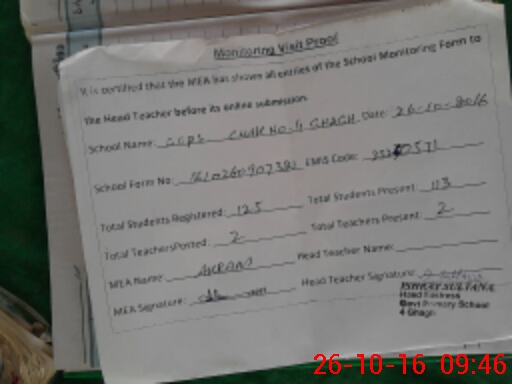 Monitoring Visit Proof
It is certified that the MEA has shown all entries of the School Monitoring Form to
the Head Teacher before its online submission.
School Name: GGPS CHAK NO. 4 GHAGH Date: 26-10-2016
School Form No: EMIS Code:
Total Students Registered: 125 Total Students Present: 113
Total Teachers Posted: 2 Total Teachers Present: 2
MEA Name: AKRAM Head Teacher Name:
MEA Signature: Head Teacher Signature:
ISHRAT SULTANA
Head Mistress
Govt Primary School
4 Ghagh
26-10-16 09:46